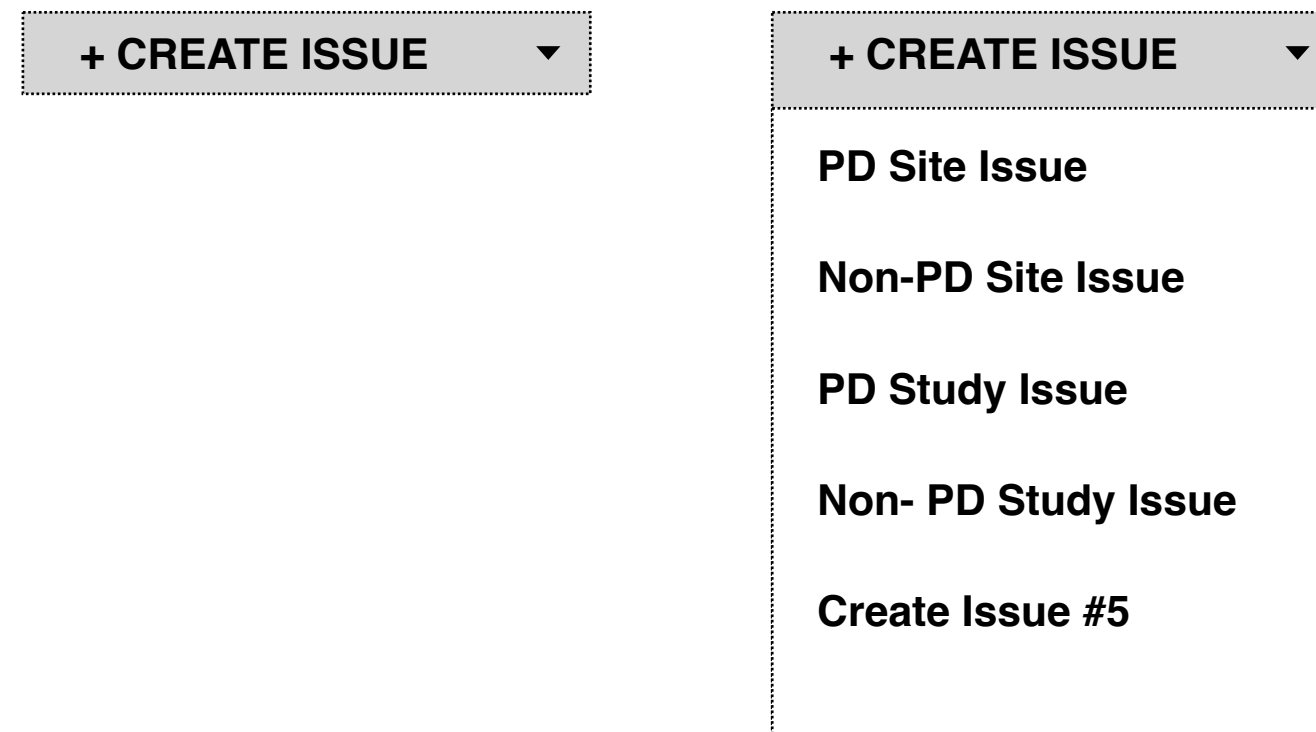 + CREATE ISSUE
+ CREATE ISSUE
PD Site Issue
Non-PD Site Issue
PD Study Issue
Non- PD Study Issue
Create Issue #5